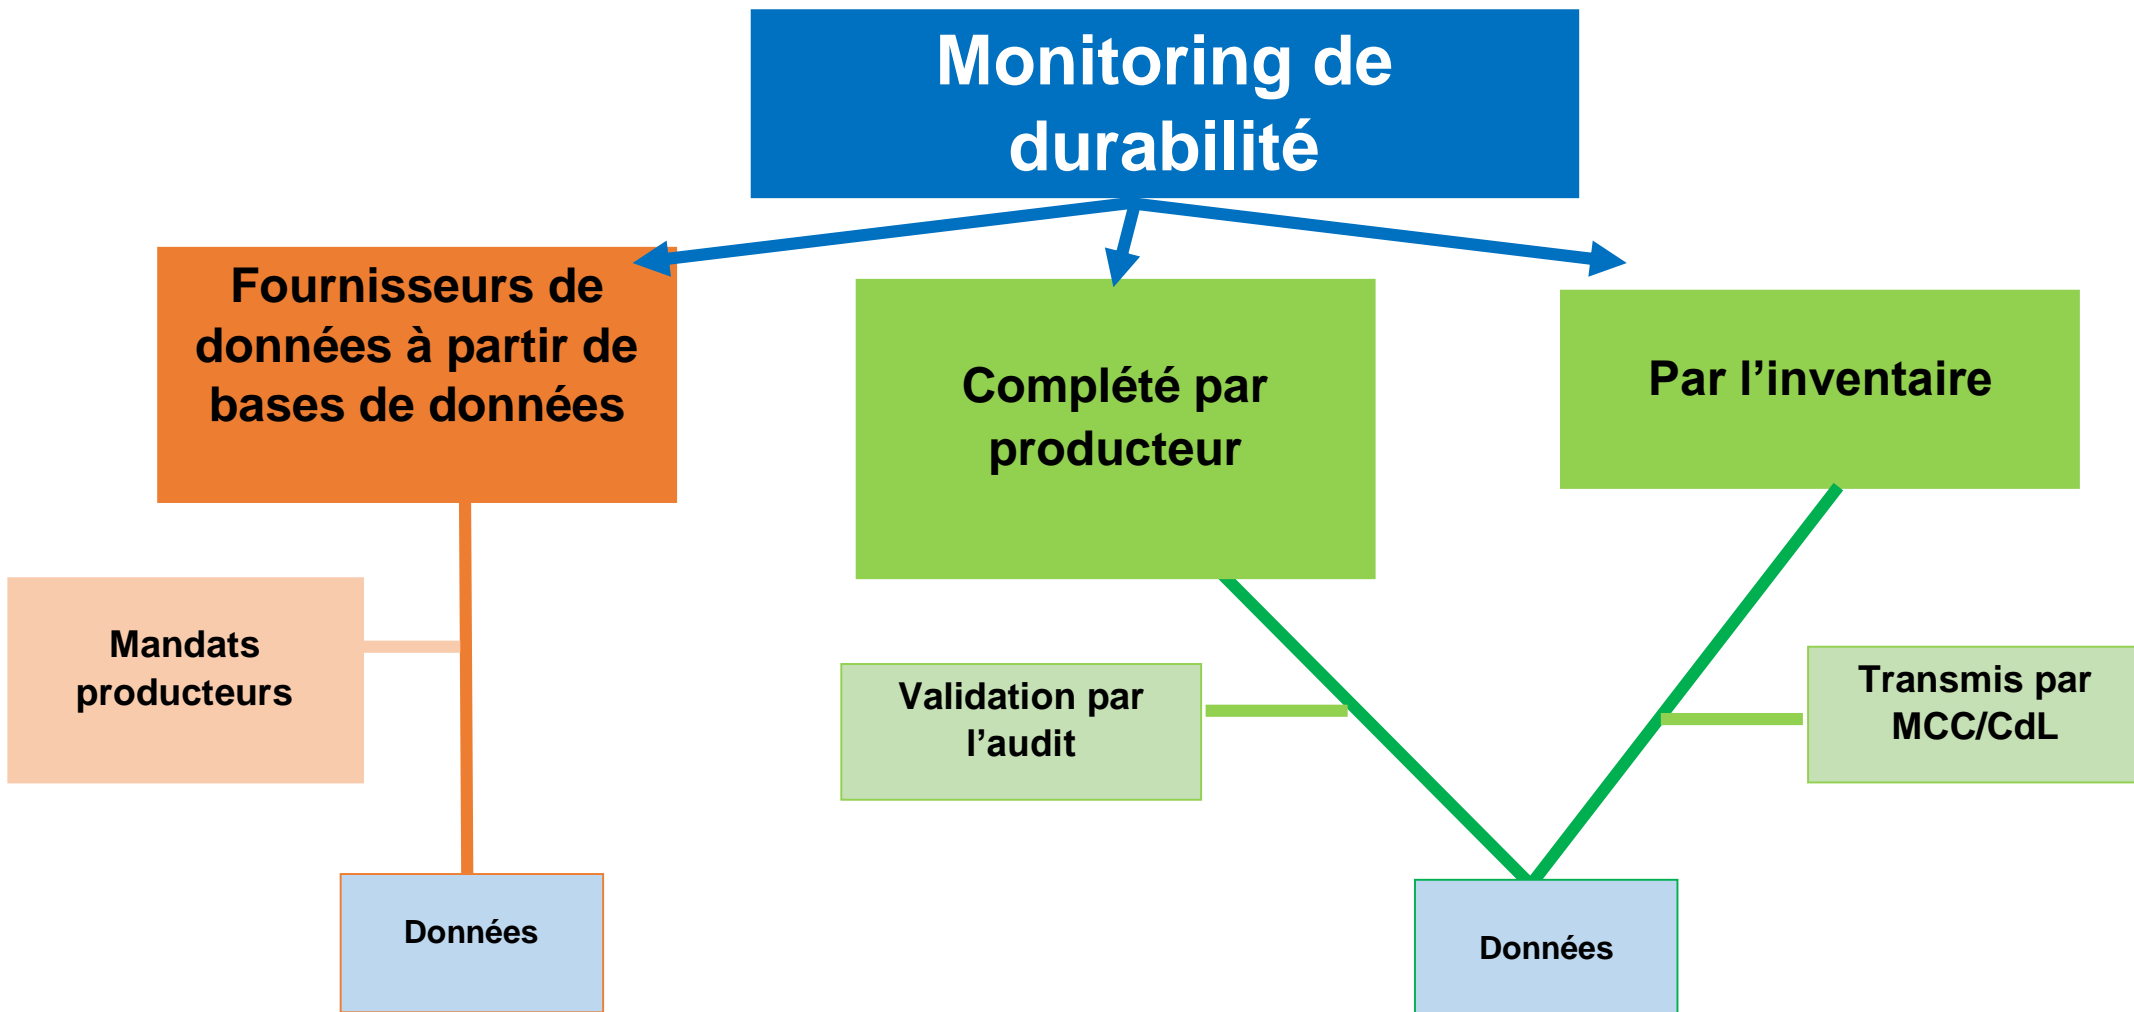 Monitoring de
durabilité
Fournisseurs de
données à partir de
bases de données
Complété par
producteur
Par l’inventaire
Mandats
producteurs
Validation par
l’audit
Transmis par
MCC/CdL
Données
Données